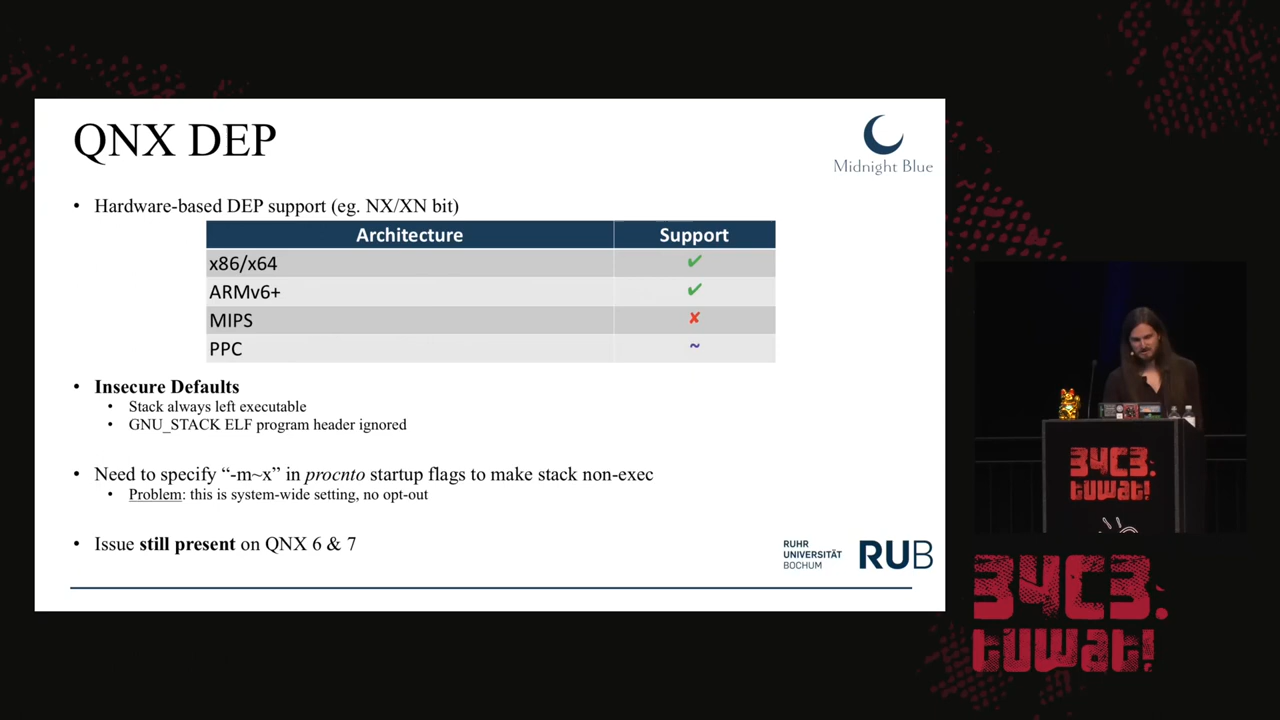 QNX DEP
Midnight Blue
• Hardware-based DEP support (eg. NX/XN bit)
Architecture Support
x86/x64 ✔
ARMv6+ ✔
MIPS ✘
PPC ~
• Insecure Defaults
• Stack always left executable
• GNU_STACK ELF program header ignored
• Need to specify “-m~x” in procnto startup flags to make stack non-exec
• Problem: this is system-wide setting, no opt-out
• Issue still present on QNX 6 & 7
RUHR
UNIVERSITÄT
BOCHUM
RUB
34C3.
tuwat!
34C3.
tuwat!